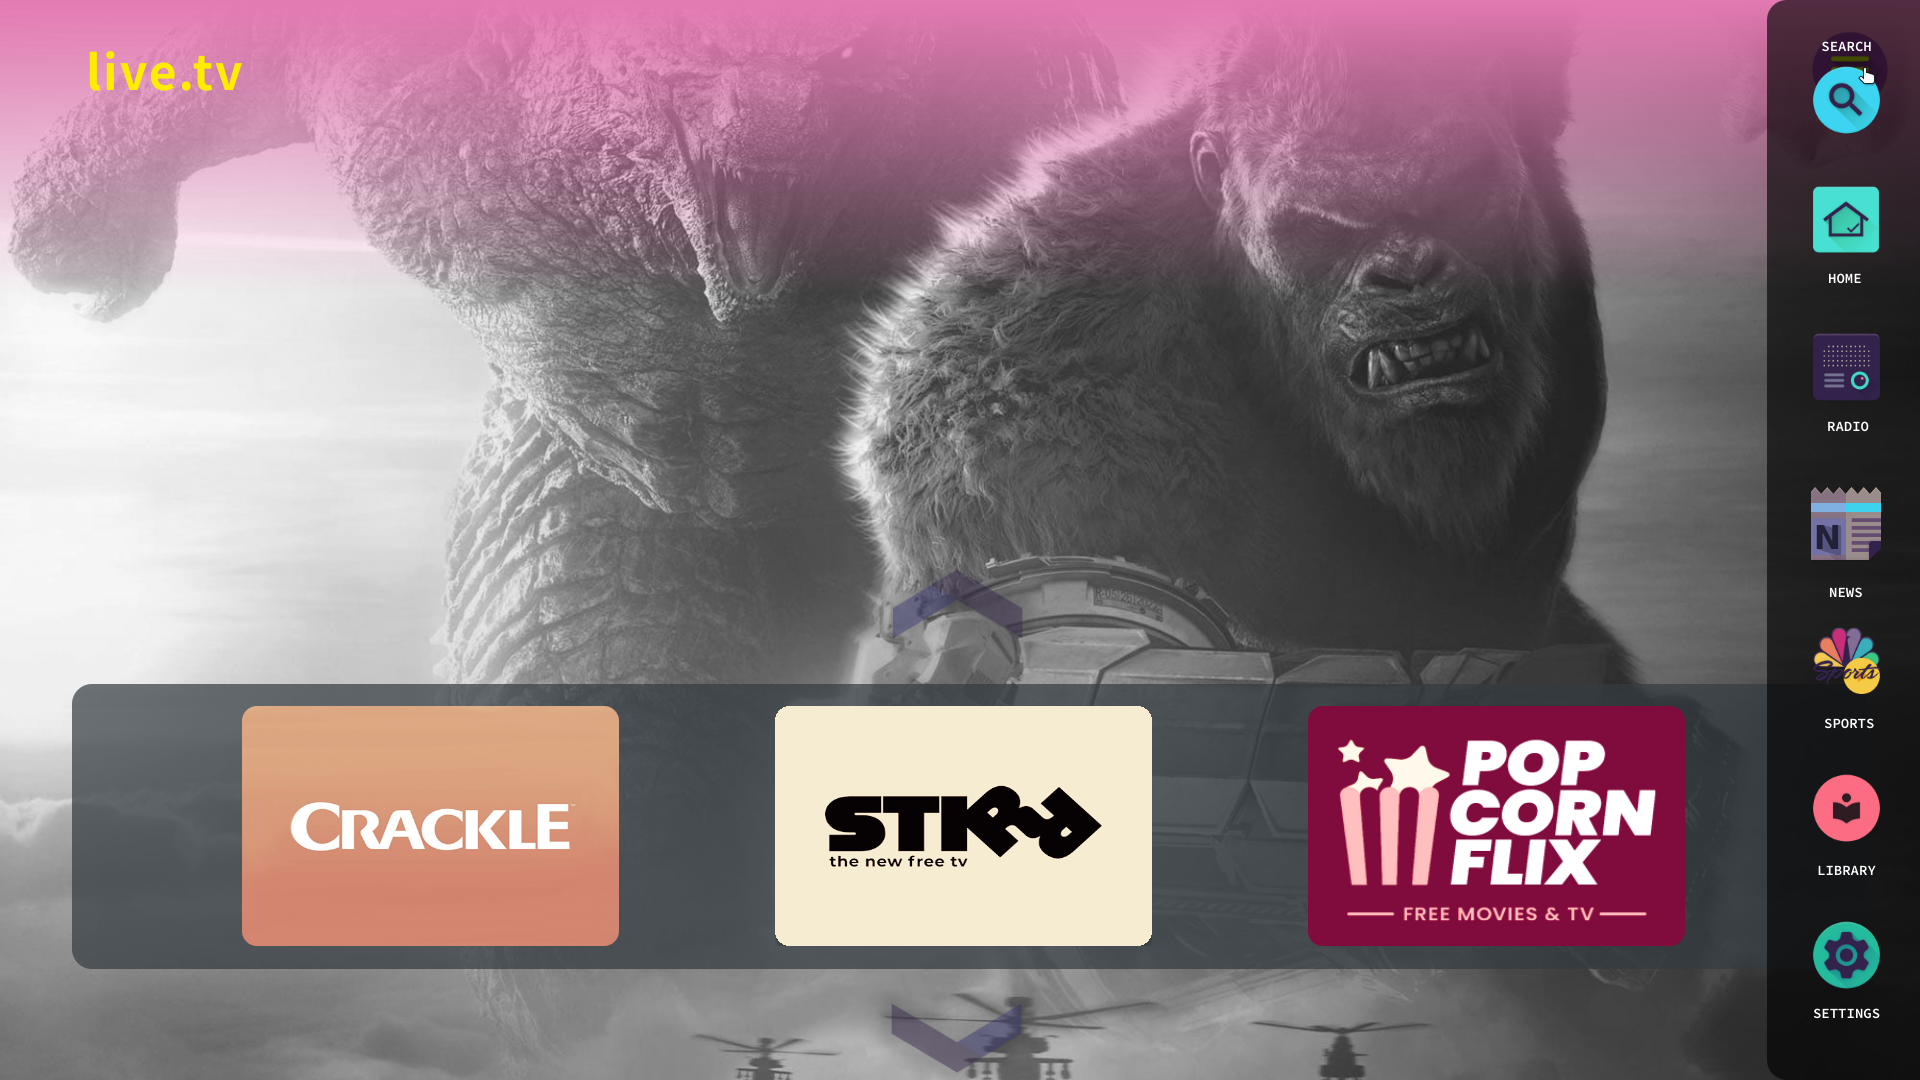 live.tv
SEARCH
HOME
RADIO
N
NEWS
Sports
SPORTS
LIBRARY
SETTINGS
CRACKLE
STIRR
the new free tv
POP
CORN
FLIX
FREE MOVIES & TV